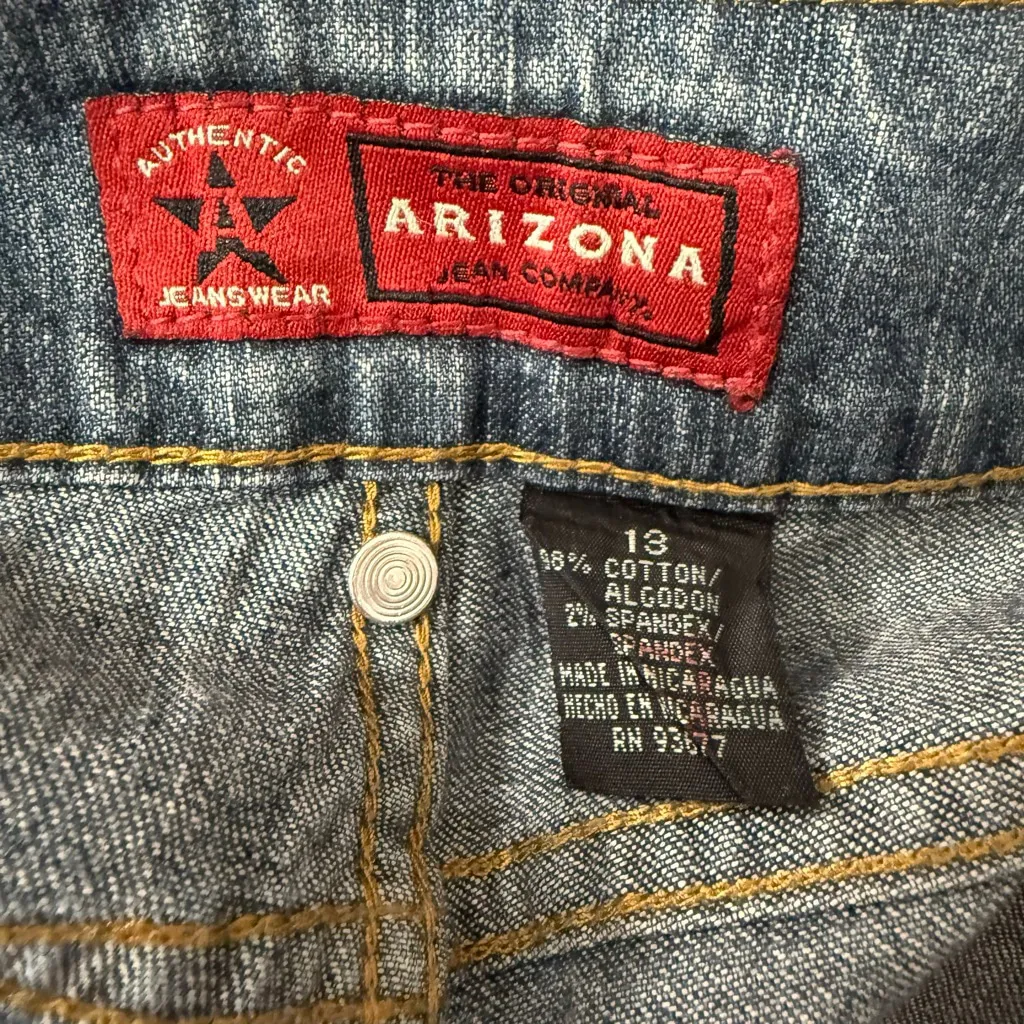 AUTHENTIC
A
JEANSWEAR
THE ORIGINAL
ARIZONA
JEAN COMPANY
13
98% COTTON/
ALGODON
2% SPANDEX/
SPANDEX
MADE IN NICARAGUA
HECHO EN NICARAGUA
RN